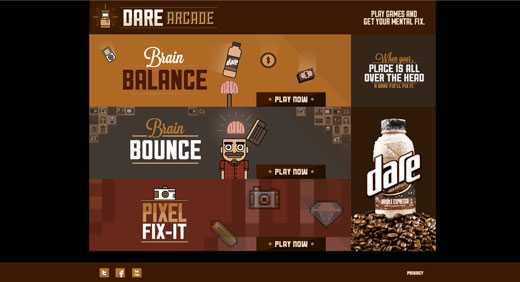 DARE ARCADE
PLAY GAMES AND
GET YOUR MENTAL FIX.
Brain
BALANCE
dare
PLAY NOW
When your
PLACE IS ALL
OVER THE HEAD
A DARE FIX'LL FIX IT.
Brain
BOUNCE
PLAY NOW
dare
DOUBLE ESPRESSO
PIXEL
FIX-IT
PLAY NOW
PRIVACY